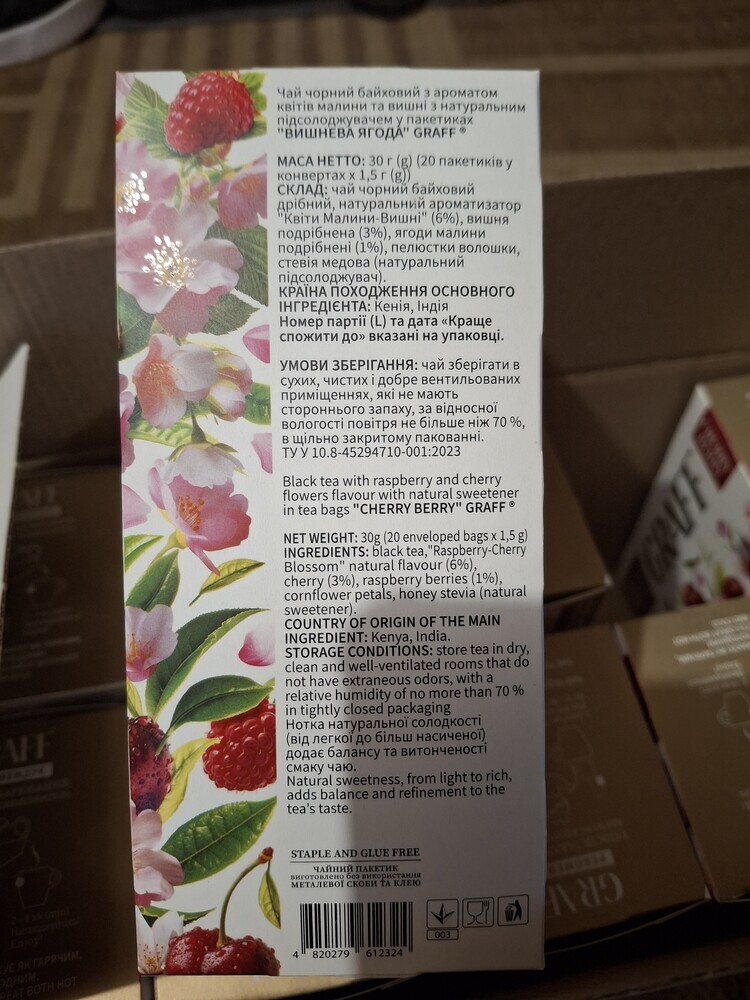 Чай чорний байховий з ароматом
квітів малини та вишні з натуральним
підсолоджувачем у пакетиках
"ВИШНЕВА ЯГОДА" GRAFF ®
МАСА НЕТТО: 30 г (g) (20 пакетиків у
конвертах х 1,5 г (g))
СКЛАД: чай чорний байховий
дрібний, натуральний ароматизатор
"Квіти Малини-Вишні" (6%), вишня
подрібнена (3%), ягоди малини
подрібнені (1%), пелюстки волошки,
стевія медова (натуральний
підсолоджувач).
КРАЇНА ПОХОДЖЕННЯ ОСНОВНОГО
ІНГРЕДІЄНТА: Кенія, Індія
Номер партії (L) та дата «Краще
спожити до» вказані на упаковці.
УМОВИ ЗБЕРІГАННЯ: чай зберігати в
сухих, чистих і добре вентильованих
приміщеннях, які не мають
стороннього запаху, за відносної
вологості повітря не більше ніж 70 %,
в щільно закритому пакованні.
ТУ У 10.8-45294710-001:2023
Black tea with raspberry and cherry
flowers flavour with natural sweetener
in tea bags "CHERRY BERRY" GRAFF ®
NET WEIGHT: 30g (20 enveloped bags x 1,5 g)
INGREDIENTS: black tea,"Raspberry-Cherry
Blossom" natural flavour (6%),
cherry (3%), raspberry berries (1%),
cornflower petals, honey stevia (natural
sweetener).
COUNTRY OF ORIGIN OF THE MAIN
INGREDIENT: Kenya, India.
STORAGE CONDITIONS: store tea in dry,
clean and well-ventilated rooms that do
not have extraneous odors, with a
relative humidity of no more than 70 %
in tightly closed packaging
Нотка натуральної солодкості
(від легкої до більш насиченої)
додає балансу та витонченості
смаку чаю.
Natural sweetness, from light to rich,
adds balance and refinement to the
tea's taste.
STAPLE AND GLUE FREE
ЧАЙНИЙ ПАКЕТИК
виготовлено без використання
МЕТАЛЕВОЇ СКОБИ ТА КЛЕЮ
003
4 820279 612324
GRAFF